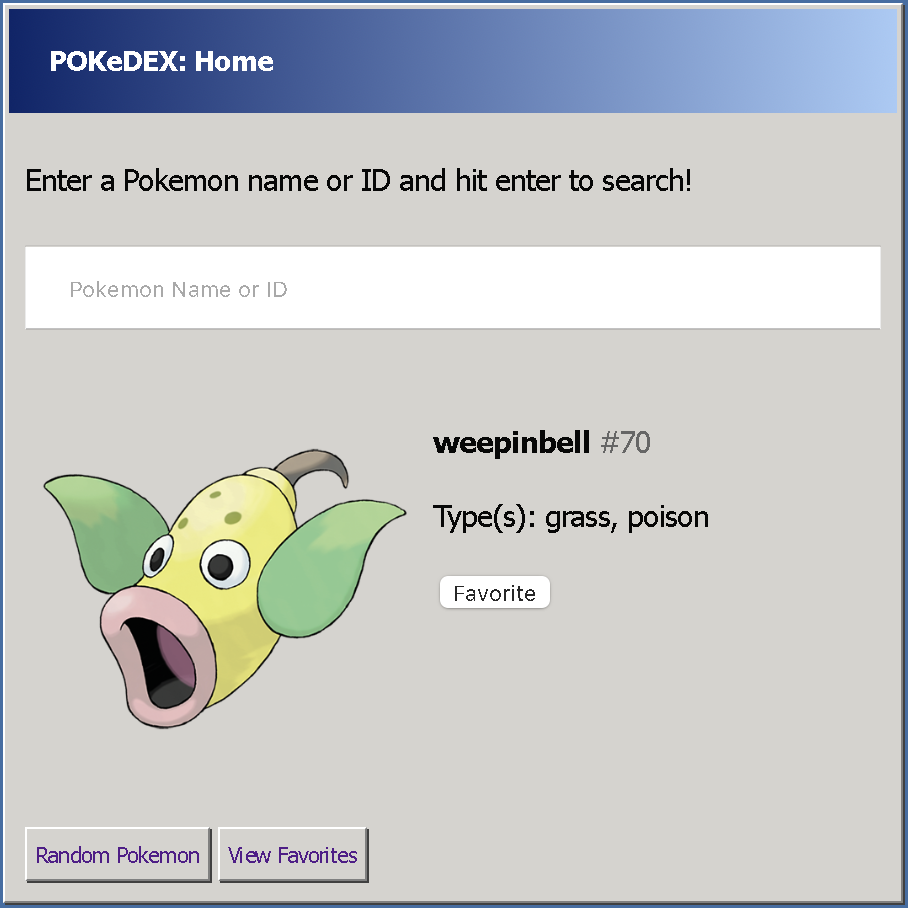 POKeDEX: Home
Enter a Pokemon name or ID and hit enter to search!
Pokemon Name or ID
weepinbell #70
Type(s): grass, poison
Favorite
Random Pokemon View Favorites